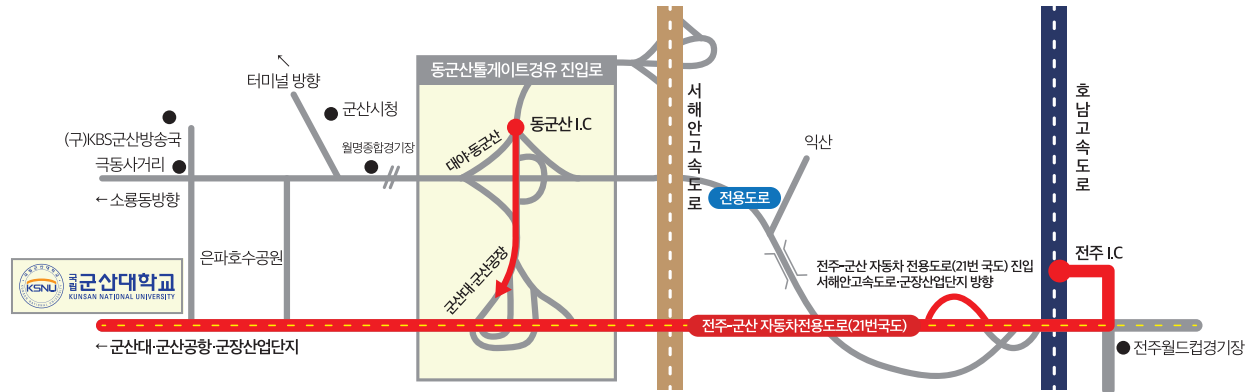 동군산톨게이트경유 진입로
↖
터미널 방향
군산시청
(구)KBS군산방송국
극동사거리
월명종합경기장
← 소룡동방향
은파호수공원
대야·동군산
동군산 I.C
군산대·군산공장
서해안고속도로
전용도로
익산
호남고속도로
전주 I.C
전주-군산 자동차 전용도로(21번 국도) 진입
서해안고속도로·군장산업단지 방향
전주-군산 자동차전용도로(21번국도)
전주월드컵경기장
← 군산대·군산공항·군장산업단지
KSNU
국립 군산대학교
KUNSAN NATIONAL UNIVERSITY